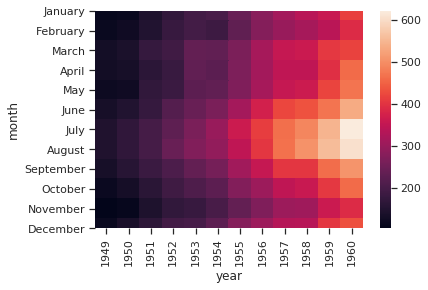 January
February
March
April
May
June
July
August
September
October
November
December
month
1949
1950
1951
1952
1953
1954
1955
1956
1957
1958
1959
1960
year
600
500
400
300
200